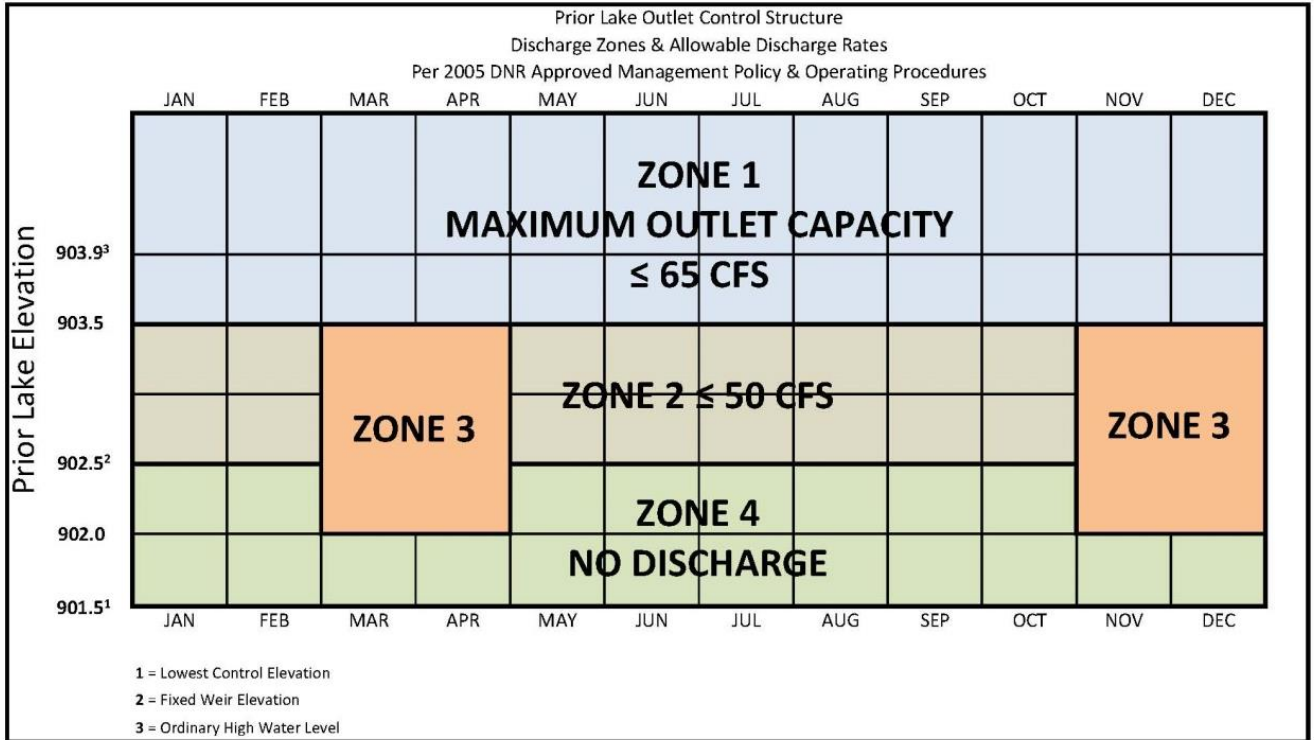 Prior Lake Outlet Control Structure
Discharge Zones & Allowable Discharge Rates
Per 2005 DNR Approved Management Policy & Operating Procedures
JAN FEB MAR APR MAY JUN JUL AUG SEP OCT NOV DEC
Prior Lake Elevation
ZONE 1
MAXIMUM OUTLET CAPACITY
903.9³
≤ 65 CFS
903.5
ZONE 2 ≤ 50 CFS
ZONE 3
ZONE 3
902.5²
ZONE 4
902.0
NO DISCHARGE
901.5¹
JAN FEB MAR APR MAY JUN JUL AUG SEP OCT NOV DEC
1 = Lowest Control Elevation
2 = Fixed Weir Elevation
3 = Ordinary High Water Level